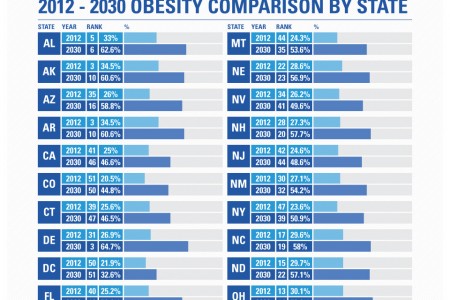 2012 - 2030 OBESITY COMPARISON BY STATE
STATE YEAR RANK %
AL 2012 5 33%
2030 6 62.6%
AK 2012 3 34.5%
2030 10 60.6%
AZ 2012 35 26%
2030 16 58.8%
AR 2012 3 34.5%
2030 10 60.6%
CA 2012 41 25%
2030 46 46.6%
CO 2012 51 20.5%
2030 50 44.8%
CT 2012 39 25.6%
2030 47 46.5%
DE 2012 31 26.9%
2030 3 64.7%
DC 2012 50 21.9%
2030 51 32.6%
FL 2012 40 25.2%
STATE YEAR RANK %
MT 2012 44 24.3%
2030 35 53.6%
NE 2012 22 28.6%
2030 23 56.9%
NV 2012 34 26.2%
2030 41 49.6%
NH 2012 28 27.3%
2030 20 57.7%
NJ 2012 42 24.6%
2030 44 48.6%
NM 2012 30 27.1%
2030 32 54.2%
NY 2012 47 23.6%
2030 39 50.9%
NC 2012 17 29.6%
2030 19 58%
ND 2012 15 29.7%
2030 22 57.1%
OH 2012 13 30.1%